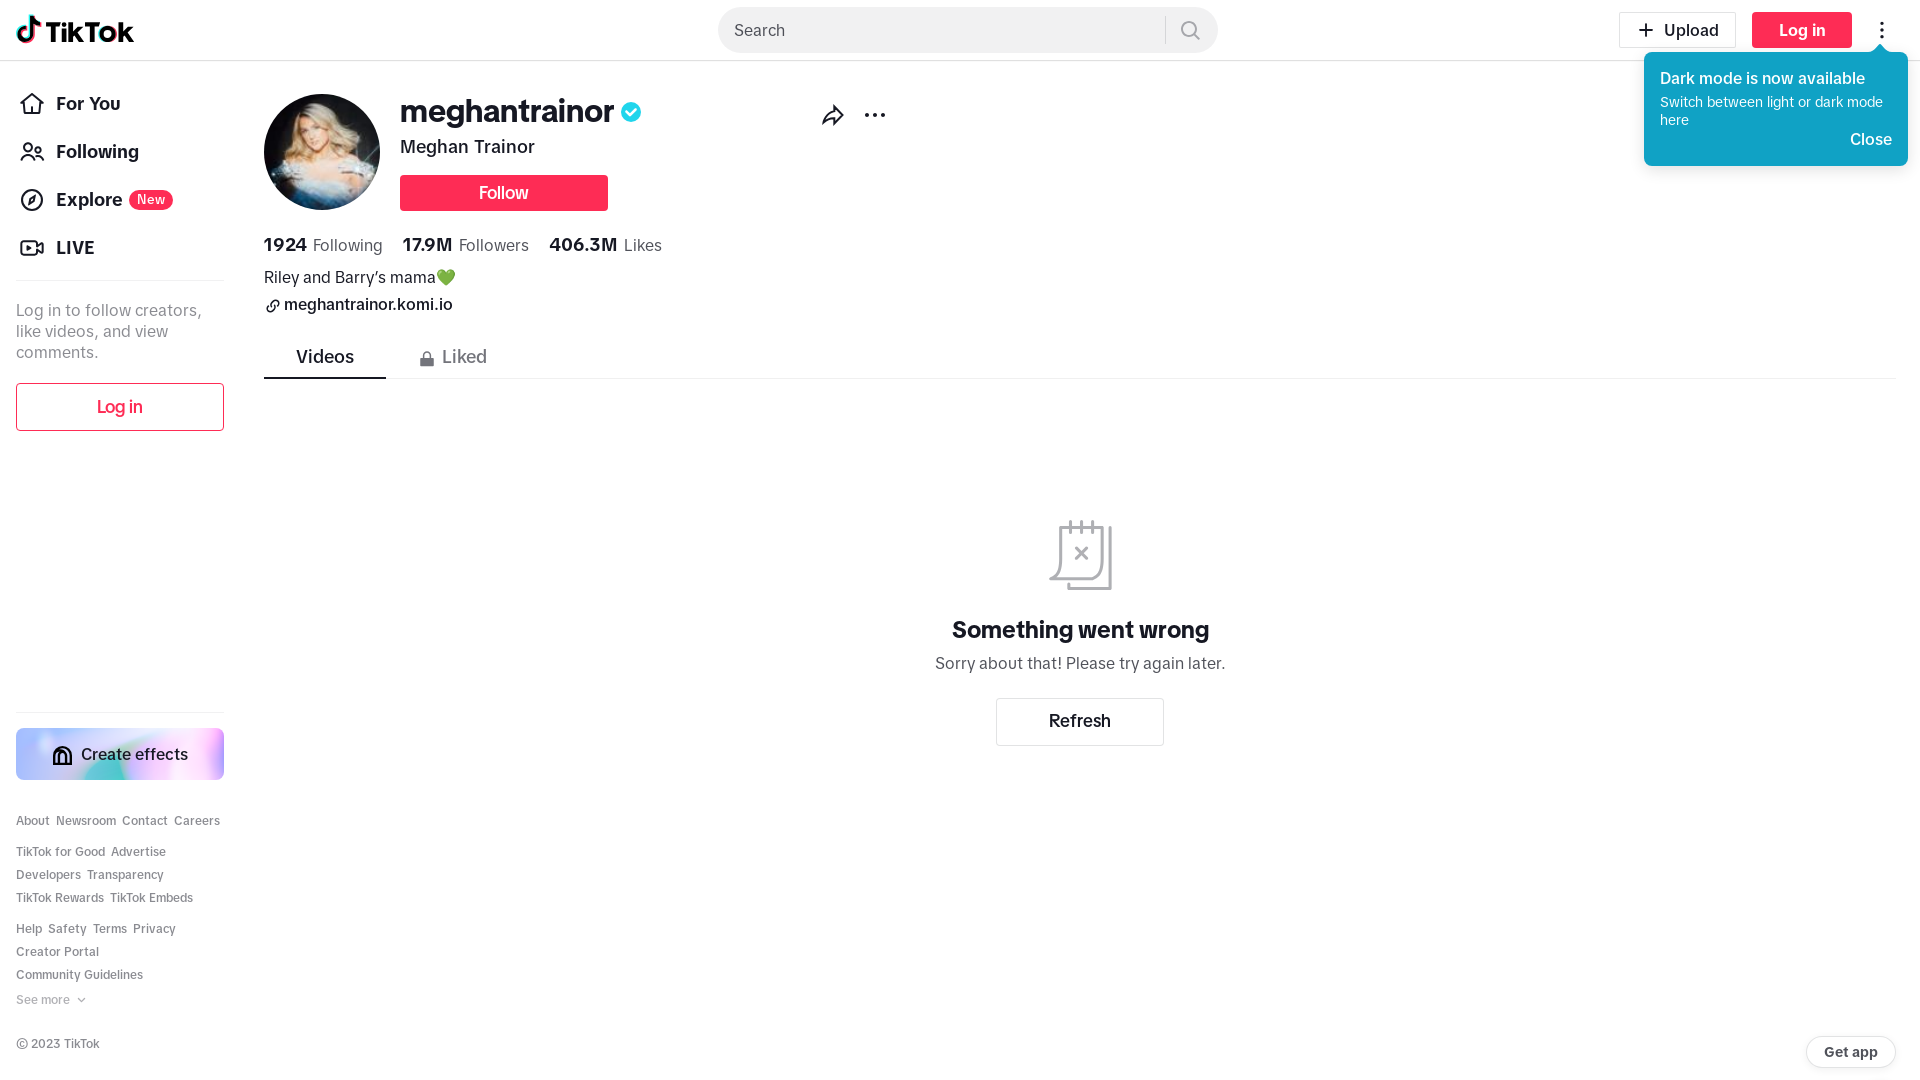 TikTok
Search
Upload
Log in
Dark mode is now available
Switch between light or dark mode
here
Close
For You
Following
Explore New
LIVE
Log in to follow creators,
like videos, and view
comments.
Log in
Create effects
About Newsroom Contact Careers
TikTok for Good Advertise
Developers Transparency
TikTok Rewards TikTok Embeds
Help Safety Terms Privacy
Creator Portal
Community Guidelines
See more
© 2023 TikTok
meghantrainor
Meghan Trainor
Follow
1924 Following 17.9M Followers 406.3M Likes
Riley and Barry’s mama💚
meghantrainor.komi.io
Videos Liked
Something went wrong
Sorry about that! Please try again later.
Refresh
Get app